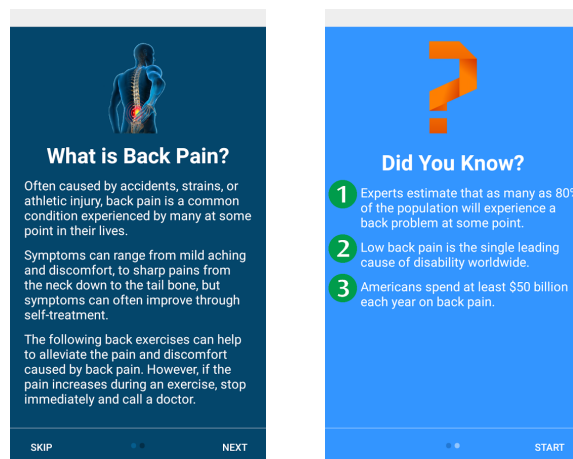 What is Back Pain?
Often caused by accidents, strains, or
athletic injury, back pain is a common
condition experienced by many at some
point in their lives.
Symptoms can range from mild aching
and discomfort, to sharp pains from
the neck down to the tail bone, but
symptoms can often improve through
self-treatment.
The following back exercises can help
to alleviate the pain and discomfort
caused by back pain. However, if the
pain increases during an exercise, stop
immediately and call a doctor.
SKIP
NEXT
Did You Know?
1 Experts estimate that as many as 80%
of the population will experience a
back problem at some point.
2 Low back pain is the single leading
cause of disability worldwide.
3 Americans spend at least $50 billion
each year on back pain.
START